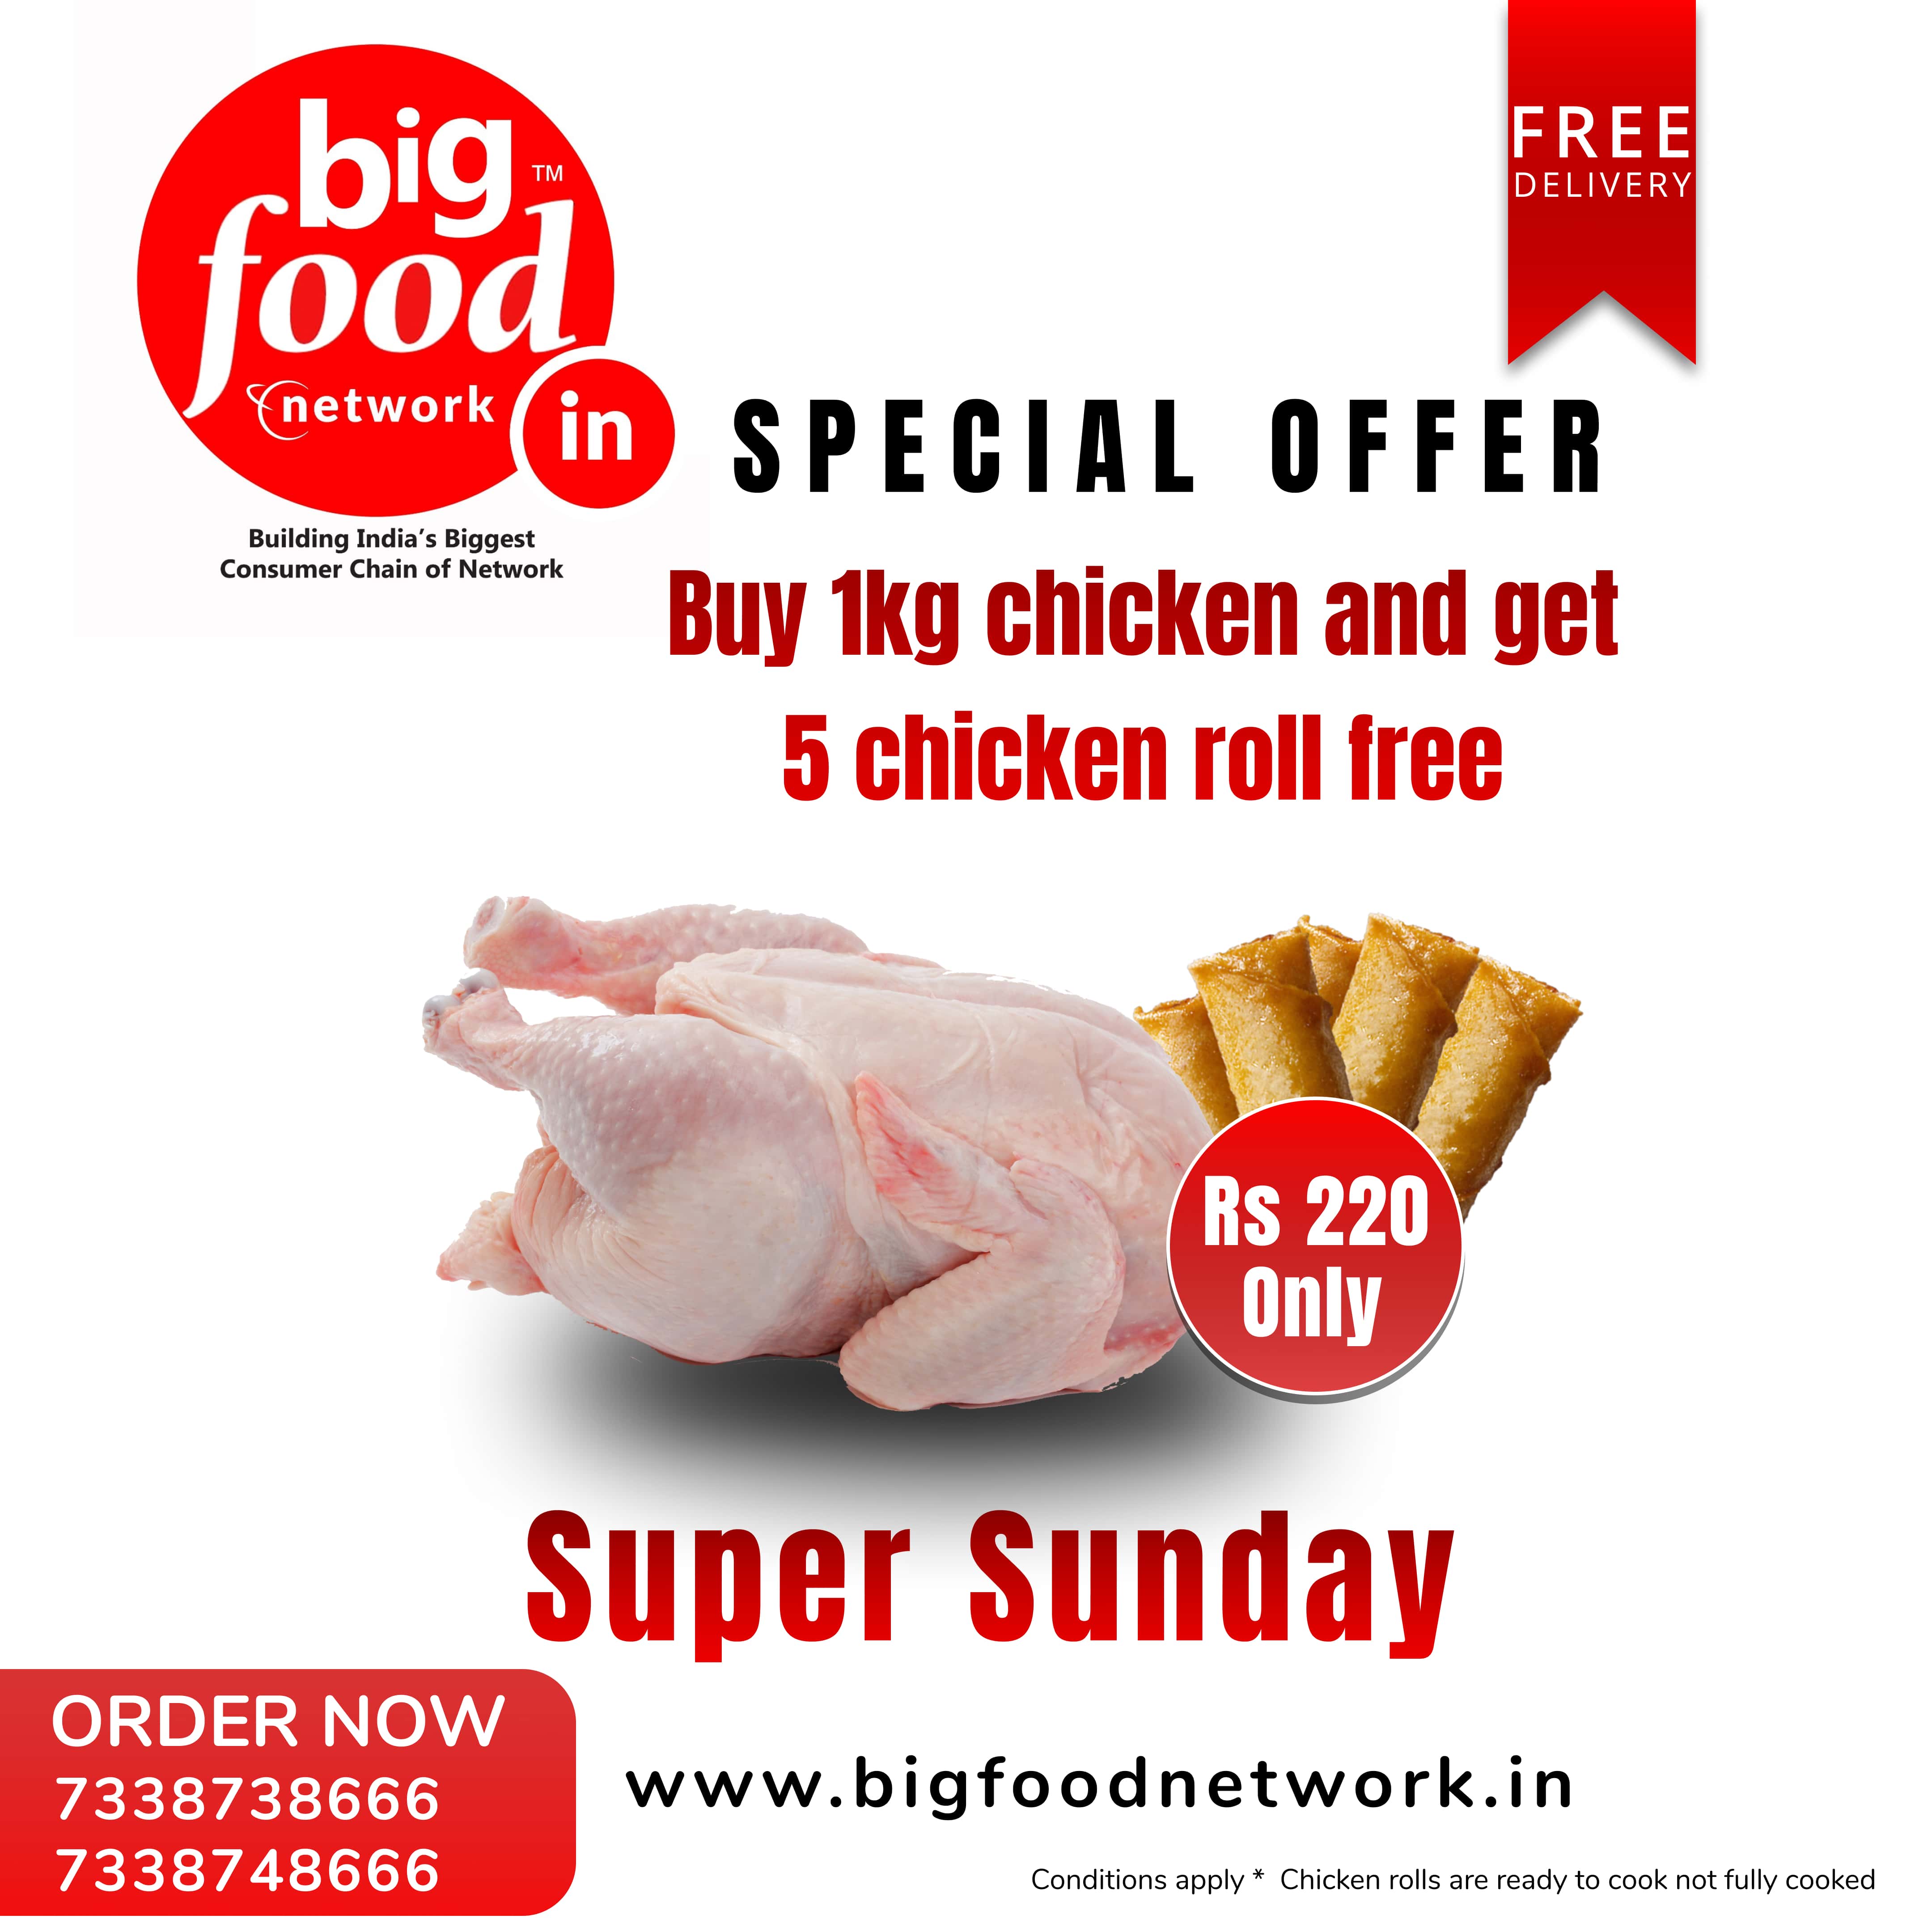 big
TM
food
network
in
Building India's Biggest
Consumer Chain of Network
FREE
DELIVERY
SPECIAL OFFER
Buy 1kg chicken and get
5 chicken roll free
Rs 220
Only
Super Sunday
ORDER NOW
7338738666
7338748666
www.bigfoodnetwork.in
Conditions apply * Chicken rolls are ready to cook not fully cooked